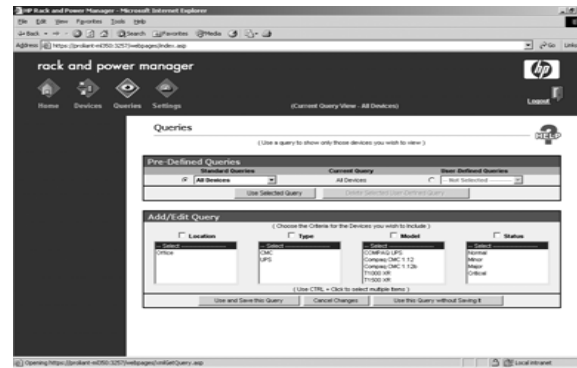 HP Rack and Power Manager - Microsoft Internet Explorer
File Edit View Favorites Tools Help
Back Search Favorites Media
Address https://proliant-ml350:3257/webpages/index.asp Go Links
rack and power manager
hp
Home Devices Queries Settings
(Current Query View - All Devices)
Logout
Queries
( Use a query to show only those devices you wish to view )
HELP
Pre-Defined Queries
Standard Queries Current Query User-Defined Queries
All Devices All Devices -- Not Selected --
Use Selected Query Delete Selected User-Defined Query
Add/Edit Query
( Choose the Criteria for the Devices you wish to include )
Location Type Model Status
-- Select -- -- Select -- -- Select -- -- Select --
Office CMC COMPAQ UPS Normal
UPS Compaq CMC 1.12 Minor
Compaq CMC 1.12b Major
T1000 XR Critical
T1500 XR
( Use CTRL + Click to select multiple items )
Use and Save this Query Cancel Changes Use this Query without Saving it
Opening https://proliant-ml350:3257/webpages/xmlGetQuery.asp Local intranet